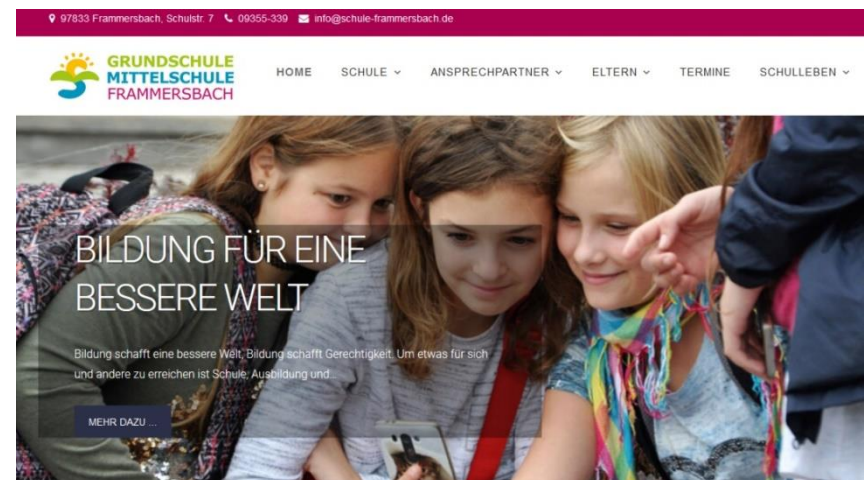 97833 Frammersbach, Schulstr. 7 09355-339 info@schule-frammersbach.de
GRUNDSCHULE
MITTELSCHULE
FRAMMERSBACH
HOME SCHULE ANSPRECHPARTNER ELTERN TERMINE SCHULLEBEN
BILDUNG FÜR EINE
BESSERE WELT
Bildung schafft eine bessere Welt, Bildung schafft Gerechtigkeit. Um etwas für sich
und andere zu erreichen ist Schule, Ausbildung und...
MEHR DAZU ...